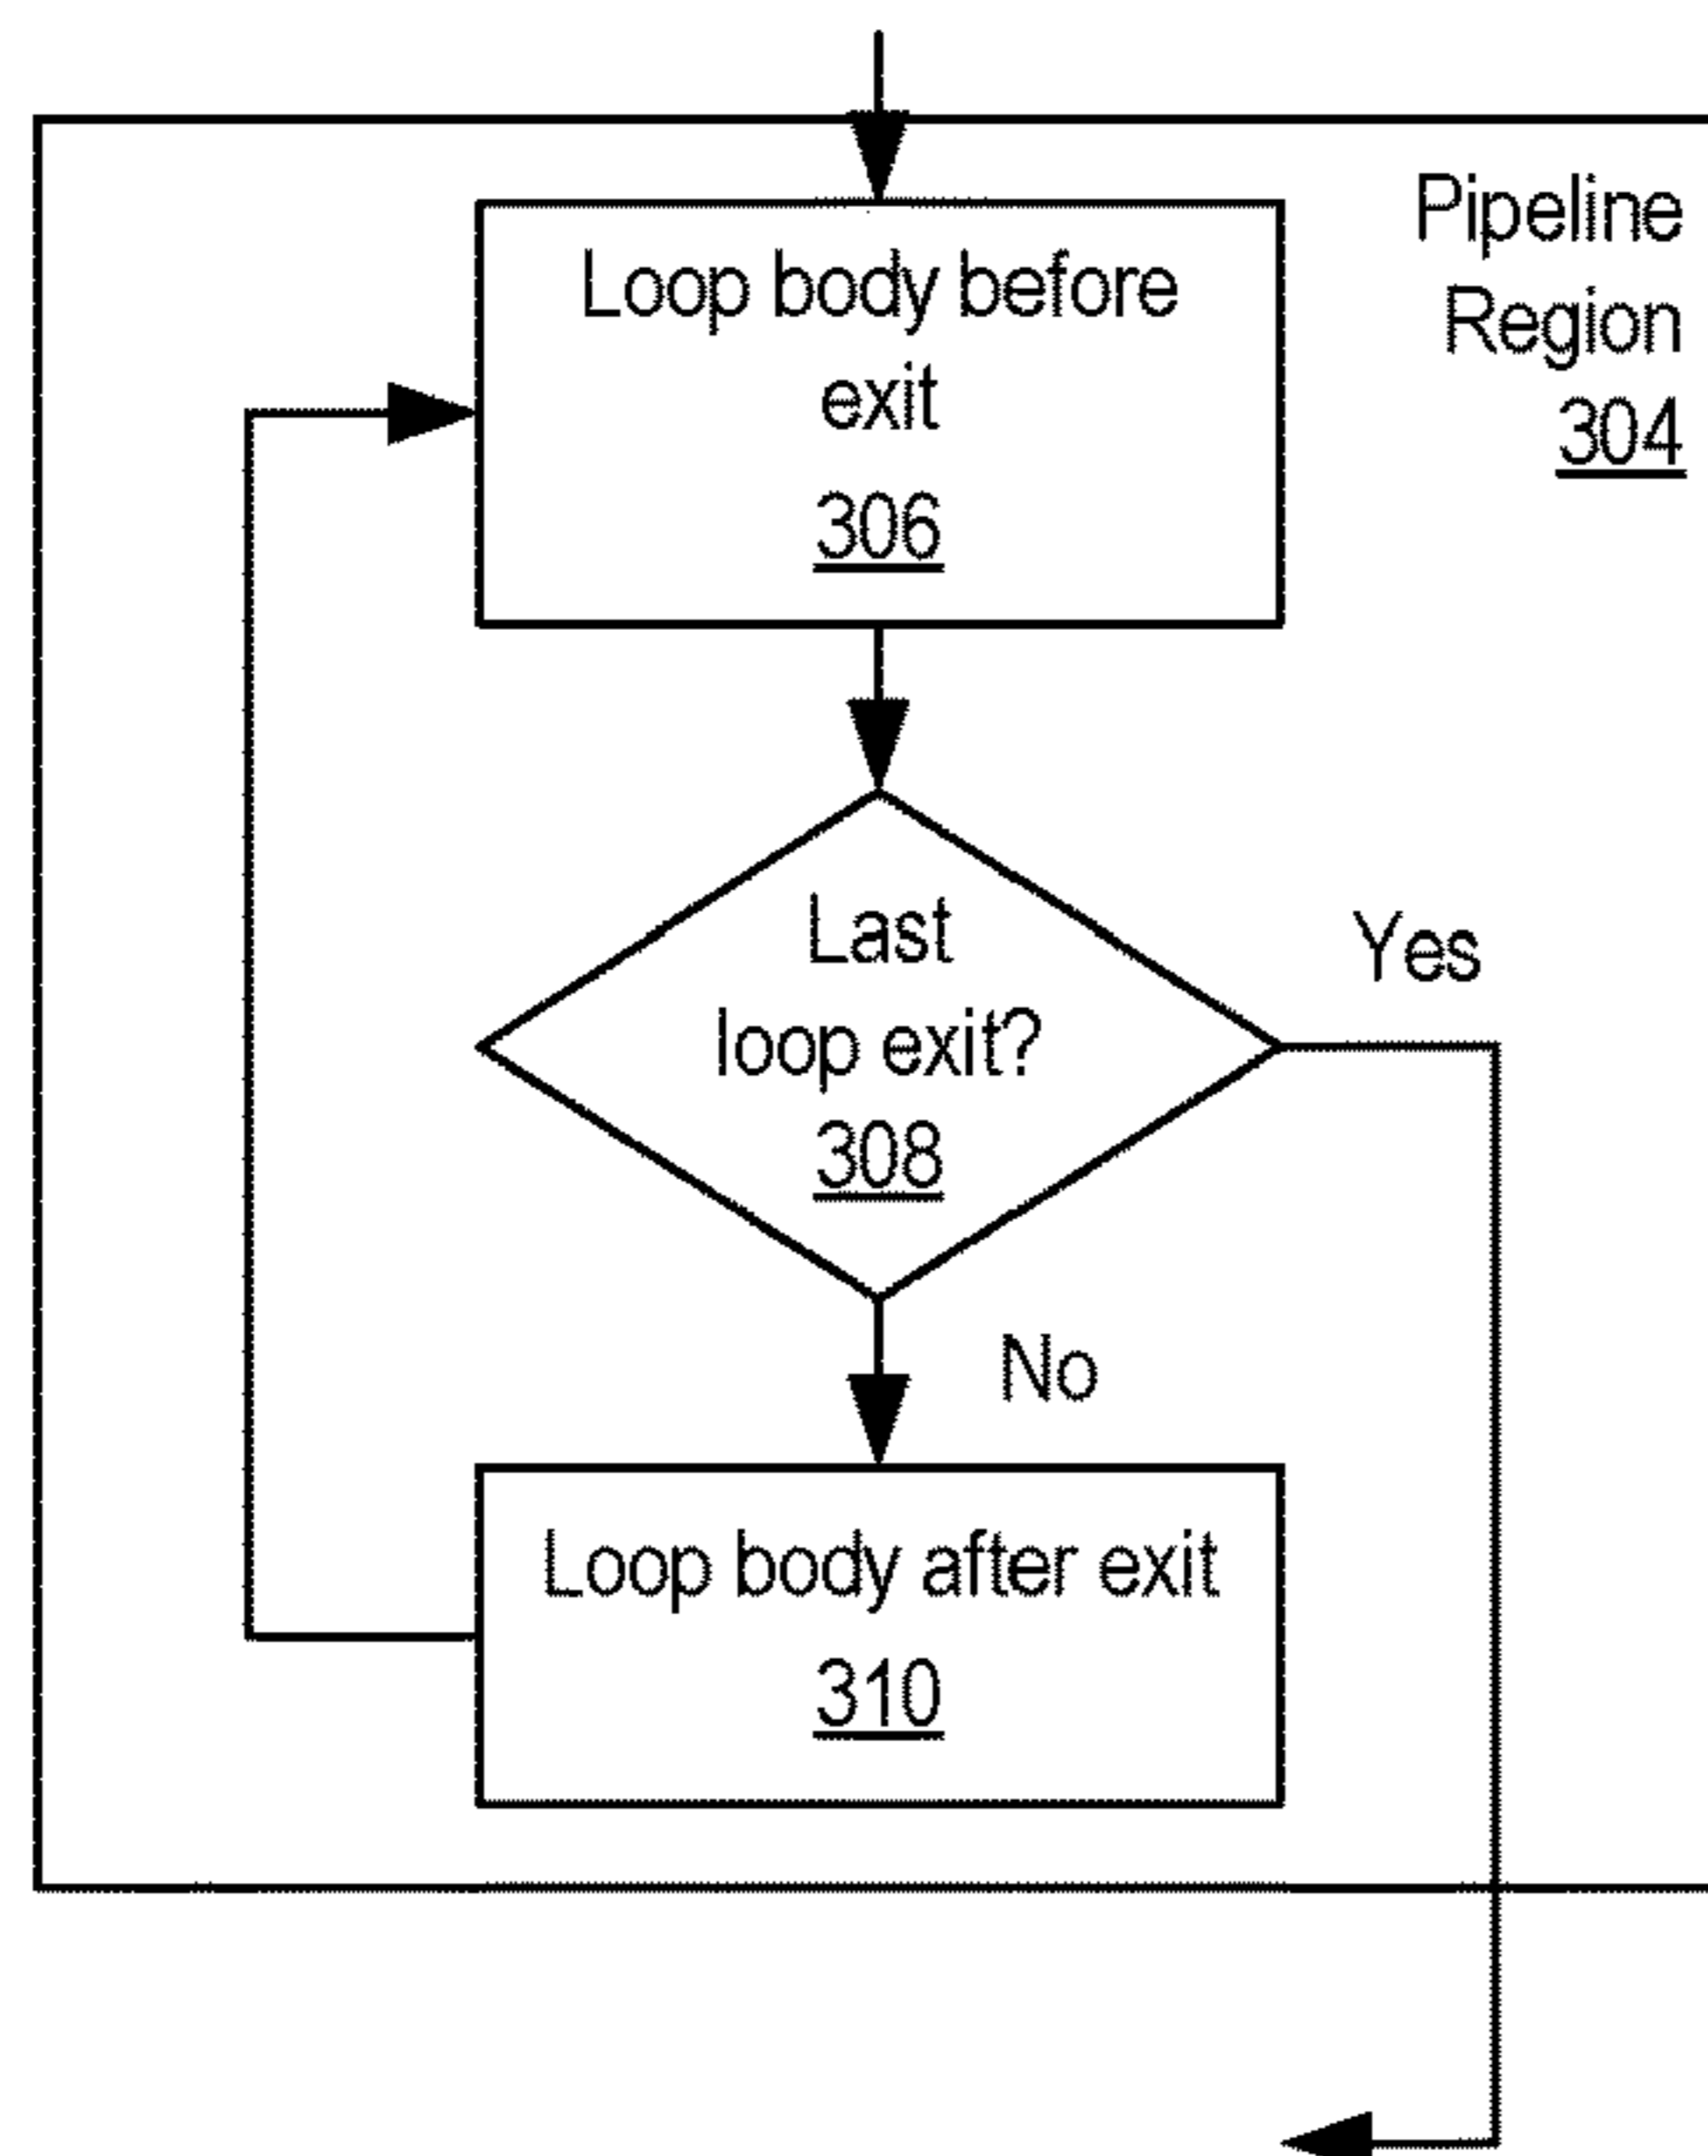 Pipeline
Region
304
Loop body before
exit
306
Last
loop exit?
308
Yes
No
Loop body after exit
310